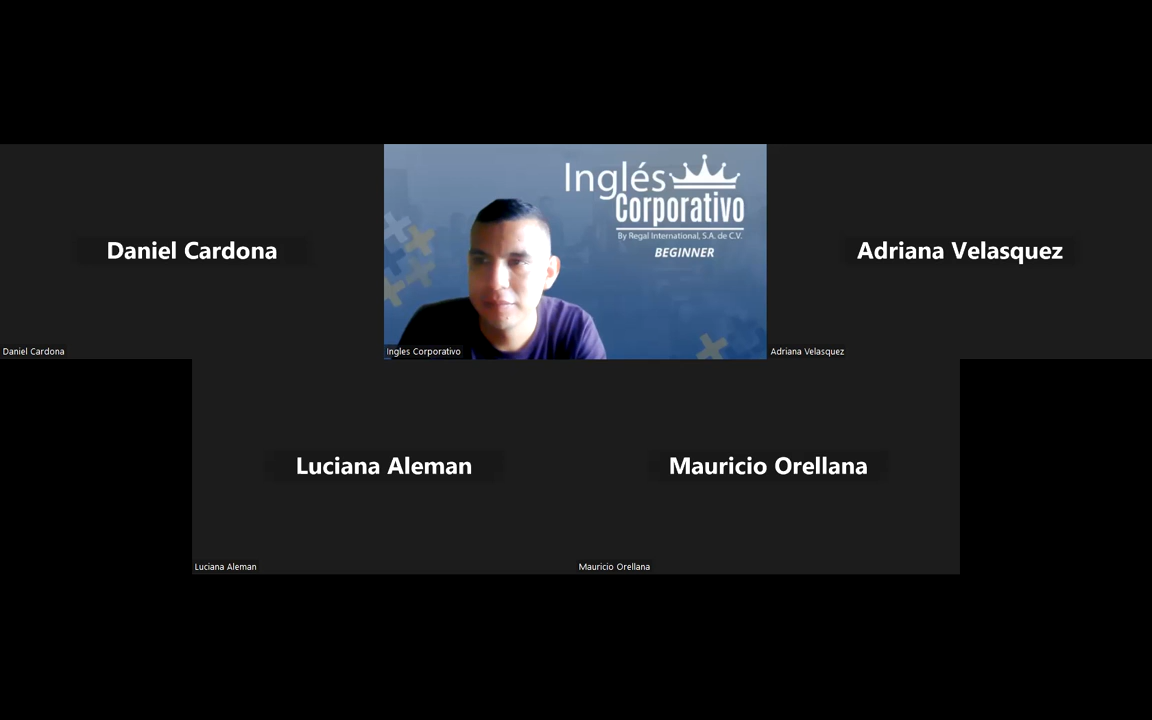 Daniel Cardona
Daniel Cardona
Inglés
Corporativo
By Regal International, S.A. de C.V.
BEGINNER
Ingles Corporativo
Adriana Velasquez
Adriana Velasquez
Luciana Aleman
Luciana Aleman
Mauricio Orellana
Mauricio Orellana